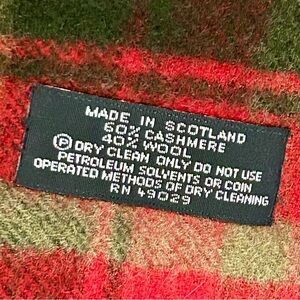 MADE IN SCOTLAND
60% CASHMERE
40% WOOL
Ⓟ DRY CLEAN ONLY DO NOT USE
PETROLEUM SOLVENTS OR COIN
OPERATED METHODS OF DRY CLEANING
RN 49029